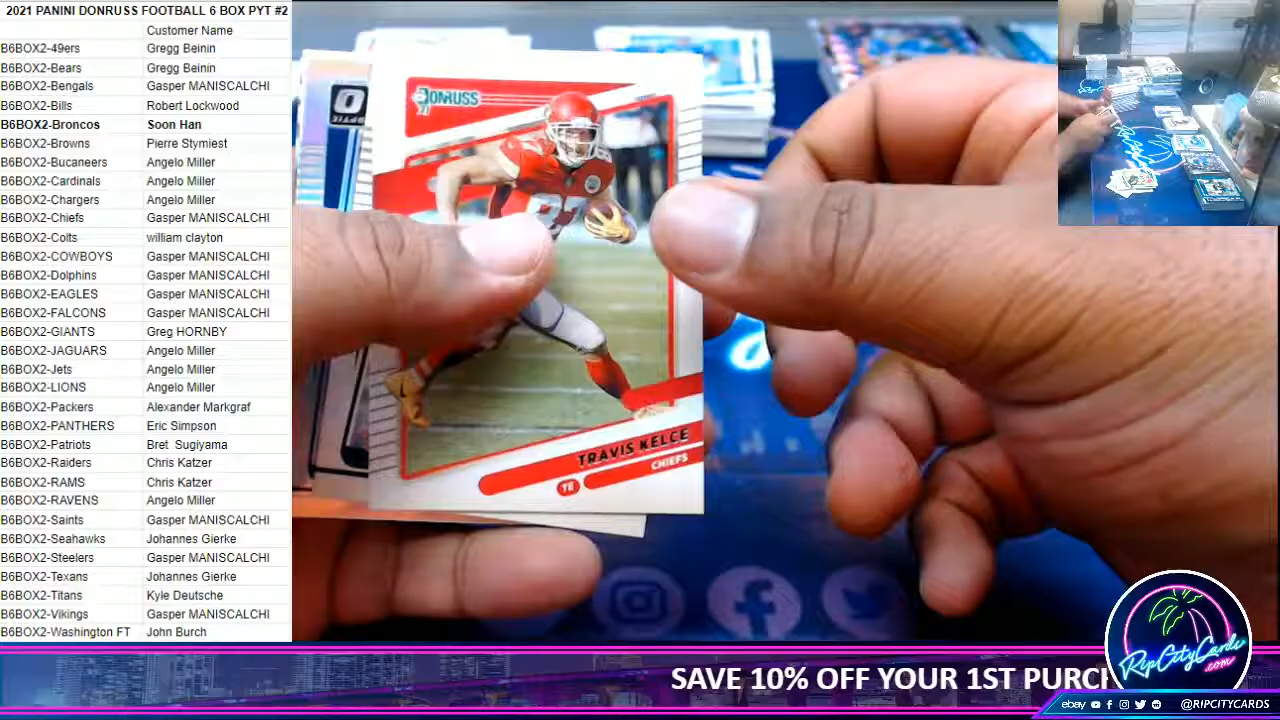 2021 PANINI DONRUSS FOOTBALL 6 BOX PYT #2
Customer Name
B6BOX2-49ers Gregg Beinin
B6BOX2-Bears Gregg Beinin
B6BOX2-Bengals Gasper MANISCALCHI
B6BOX2-Bills Robert Lockwood
B6BOX2-Broncos Soon Han
B6BOX2-Browns Pierre Stymiest
B6BOX2-Bucaneers Angelo Miller
B6BOX2-Cardinals Angelo Miller
B6BOX2-Chargers Angelo Miller
B6BOX2-Chiefs Gasper MANISCALCHI
B6BOX2-Colts william clayton
B6BOX2-COWBOYS Gasper MANISCALCHI
B6BOX2-Dolphins Gasper MANISCALCHI
B6BOX2-EAGLES Gasper MANISCALCHI
B6BOX2-FALCONS Gasper MANISCALCHI
B6BOX2-GIANTS Greg HORNBY
B6BOX2-JAGUARS Angelo Miller
B6BOX2-Jets Angelo Miller
B6BOX2-LIONS Angelo Miller
B6BOX2-Packers Alexander Markgraf
B6BOX2-PANTHERS Eric Simpson
B6BOX2-Patriots Bret Sugiyama
B6BOX2-Raiders Chris Katzer
B6BOX2-RAMS Chris Katzer
B6BOX2-RAVENS Angelo Miller
B6BOX2-Saints Gasper MANISCALCHI
B6BOX2-Seahawks Johannes Gierke
B6BOX2-Steelers Gasper MANISCALCHI
B6BOX2-Texans Johannes Gierke
B6BOX2-Titans Kyle Deutsche
B6BOX2-Vikings Gasper MANISCALCHI
B6BOX2-Washington FT John Burch
DONRUSS
OPTIC
TRAVIS KELCE
CHIEFS
TE
SAVE 10% OFF YOUR 1ST PURC
RipCityCards
.com
ebay @RIPCITYCARDS